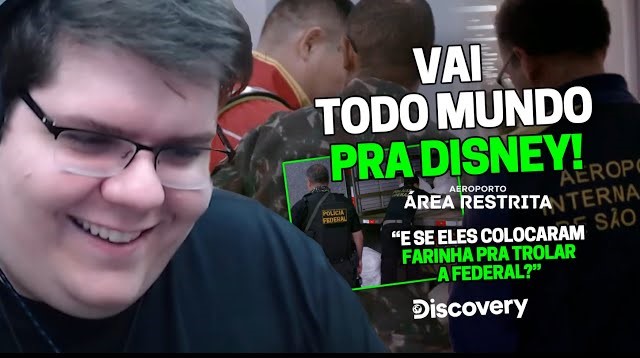 VAI
TODO MUNDO
PRA DISNEY!
AEROPORTO
ÁREA RESTRITA
POLÍCIA
FEDERAL
"E SE ELES COLOCARAM
FARINHA PRA TROLAR
A FEDERAL?"
Discovery
AEROPO
INTERNA
DE SÃO